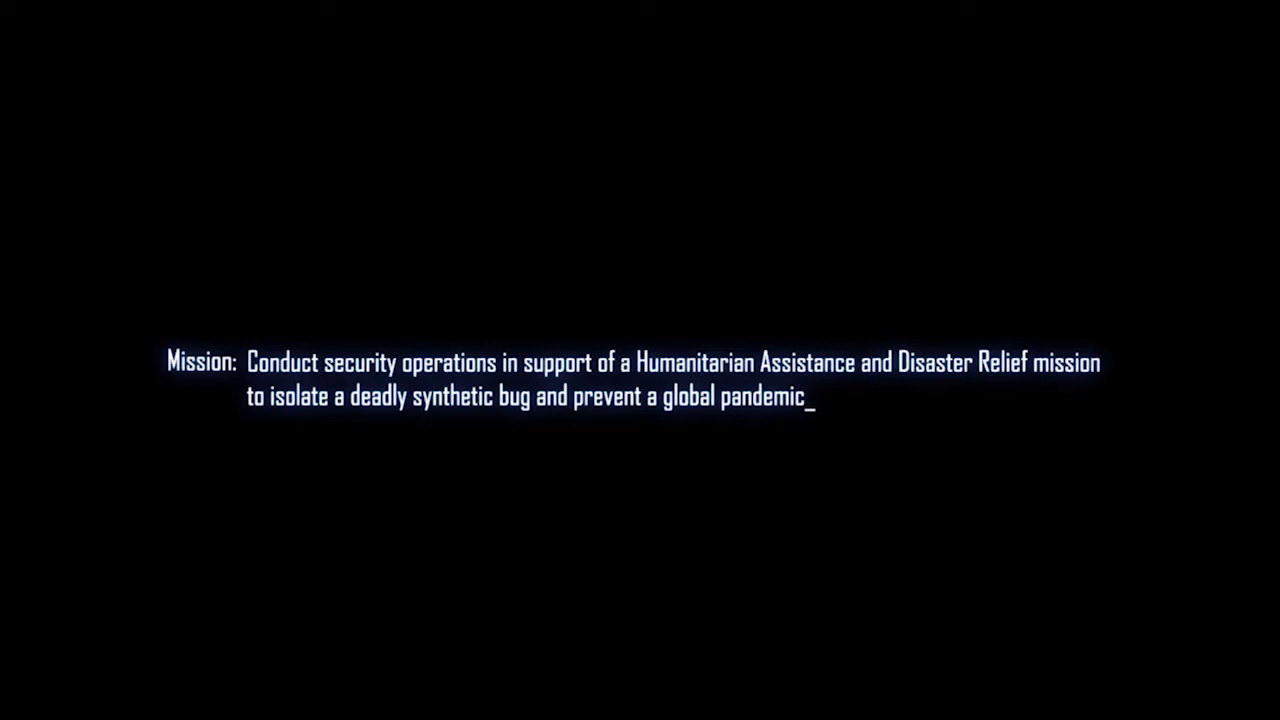 Mission: Conduct security operations in support of a Humanitarian Assistance and Disaster Relief mission
to isolate a deadly synthetic bug and prevent a global pandemic_